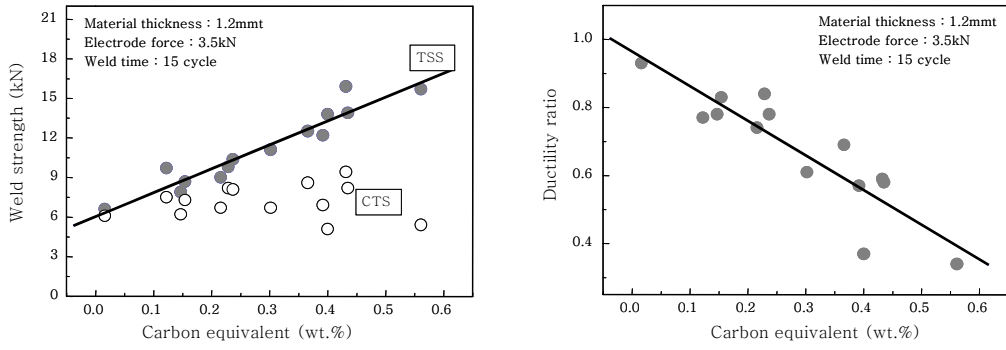 Material thickness : 1.2mmt
Electrode force : 3.5kN
Weld time : 15 cycle
TSS
CTS
21
18
15
12
9
6
3
0
Weld strength (kN)
0.0 0.1 0.2 0.3 0.4 0.5 0.6
Carbon equivalent (wt.%)
Material thickness : 1.2mmt
Electrode force : 3.5kN
Weld time : 15 cycle
1.0
0.8
0.6
0.4
Ductility ratio
0.0 0.1 0.2 0.3 0.4 0.5 0.6
Carbon equivalent (wt.%)